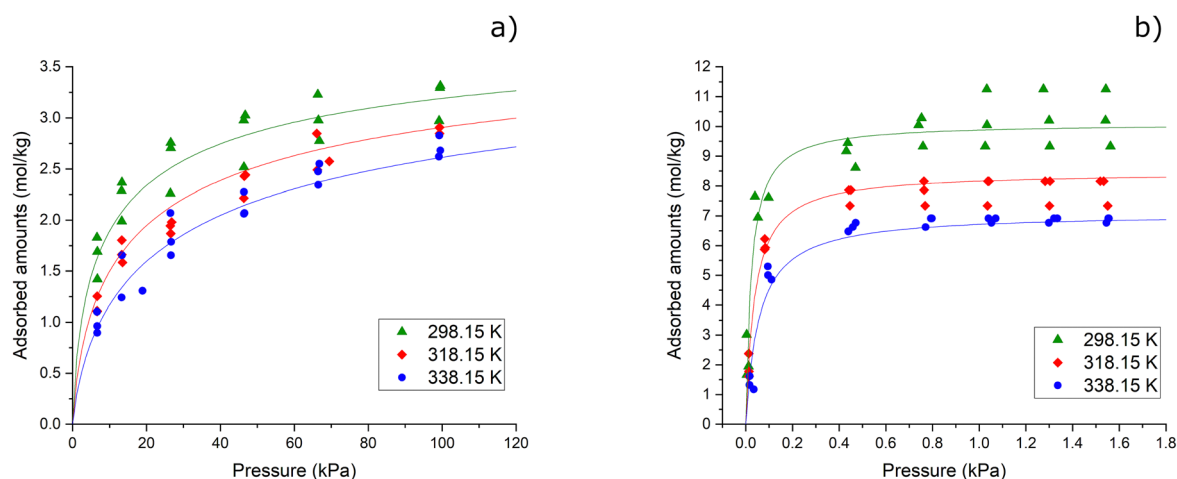 a)
3.5
3.0
2.5
2.0
1.5
1.0
0.5
0.0
Adsorbed amounts (mol/kg)
298.15 K
318.15 K
338.15 K
0 20 40 60 80 100 120
Pressure (kPa)
b)
12
11
10
9
8
7
6
5
4
3
2
1
0
Adsorbed amounts (mol/kg)
298.15 K
318.15 K
338.15 K
0.0 0.2 0.4 0.6 0.8 1.0 1.2 1.4 1.6 1.8
Pressure (kPa)